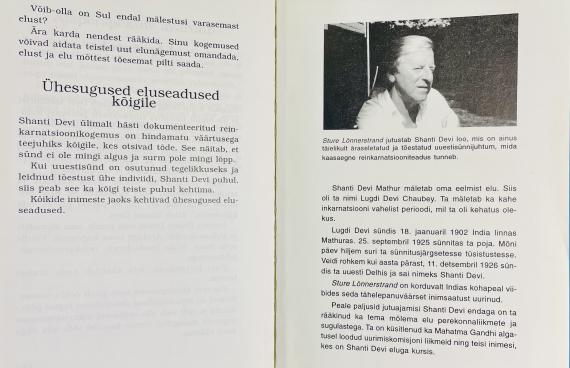 Võib-olla on Sul endal mälestusi varasemast
elust?
Ära karda nendest rääkida. Sinu kogemused
võivad aidata teistel uut elunägemust omandada,
elust ja elu mõttest tõesemat pilti saada.
Ühesugused eluseadused
kõigile
Shanti Devi ülimalt hästi dokumenteeritud rein-
karnatsioonikogemus on hindamatu väärtusega
teejuhiks kõigile, kes otsivad tõde. See näitab, et
sünd ei ole mingi algus ja surm pole mingi lõpp.
Kui uuestisünd on osutunud tegelikkuseks ja
leidnud tõestust ühe indiviidi, Shanti Devi puhul,
siis peab see ka kõigi teiste puhul kehtima.
Kõikide inimeste jaoks kehtivad ühesugused elu-
seadused.
Sture Lönnerstrand jutustab Shanti Devi loo, mis on ainus
täielikult äraseletatud ja tõestatud uuestisünnijuhtum, mida
kaasaegne reinkarnatsiooniteadus tunneb.
Shanti Devi Mathur mäletab oma eelmist elu. Siis
oli ta nimi Lugdi Devi Chaubey. Ta mäletab ka kahe
inkarnatsiooni vahelist perioodi, mil ta oli kehatus ole-
kus.
Lugdi Devi sündis 18. jaanuaril 1902 India linnas
Mathuras. 25. septembril 1925 sünnitas ta poja. Mõni
päev hiljem suri ta sünnitusjärgsetesse tüsistustesse.
Veidi rohkem kui aasta pärast, 11. detsembril 1926 sün-
dis ta uuesti Delhis ja sai nimeks Shanti Devi.
Sture Lönnerstrand on korduvalt Indias kohapeal vii-
bides seda tähelepanuväärset inimsaatust uurinud.
Peale paljusid jutuajamisi Shanti Devi endaga on ta
rääkinud ka tema mõlema elu perekonnaliikmete ja
sugulastega. Ta on küsitlenud ka Mahatma Gandhi alga-
tusel loodud uurimiskomisjoni liikmeid ning teisi inimesi,
kes on Shanti Devi eluga kursis.